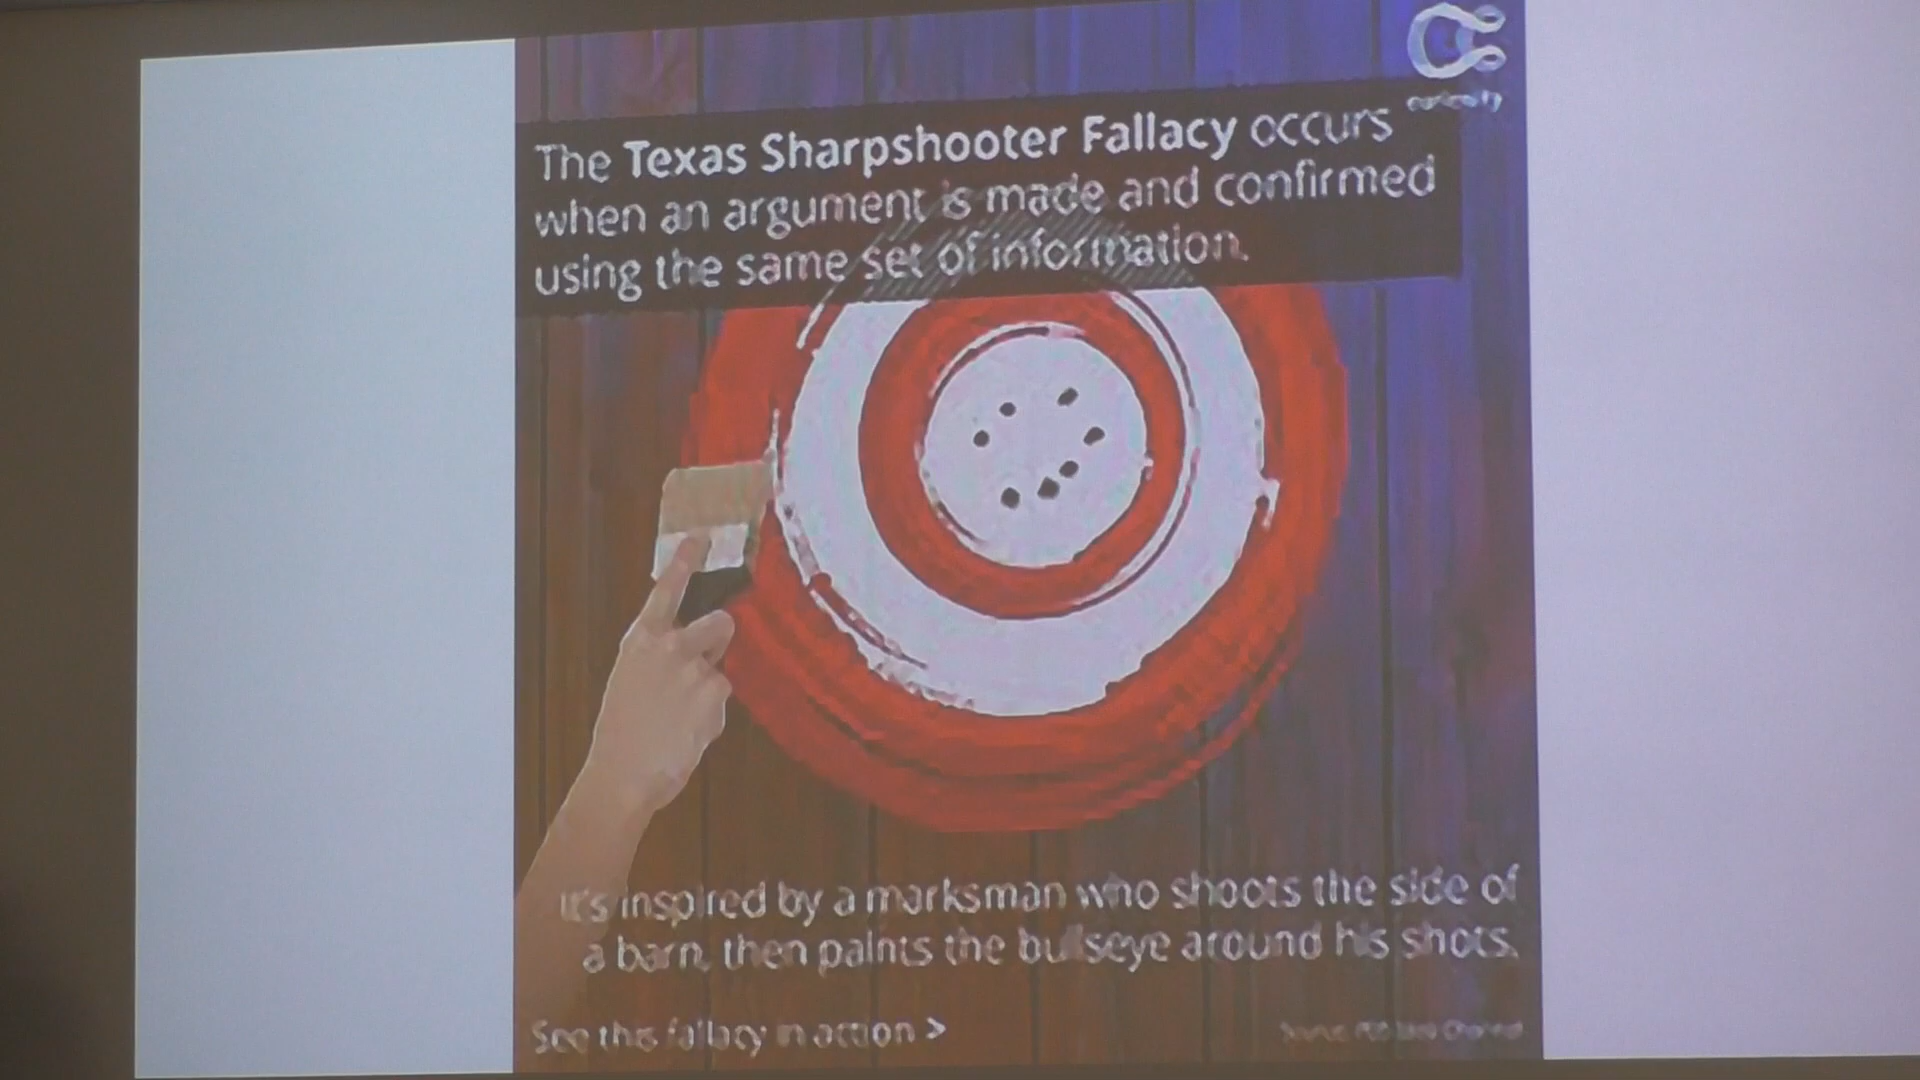 curiosity
The Texas Sharpshooter Fallacy occurs
when an argument is made and confirmed
using the same set of information.
It's inspired by a marksman who shoots the side of
a barn, then paints the bullseye around his shots.
See this fallacy in action >